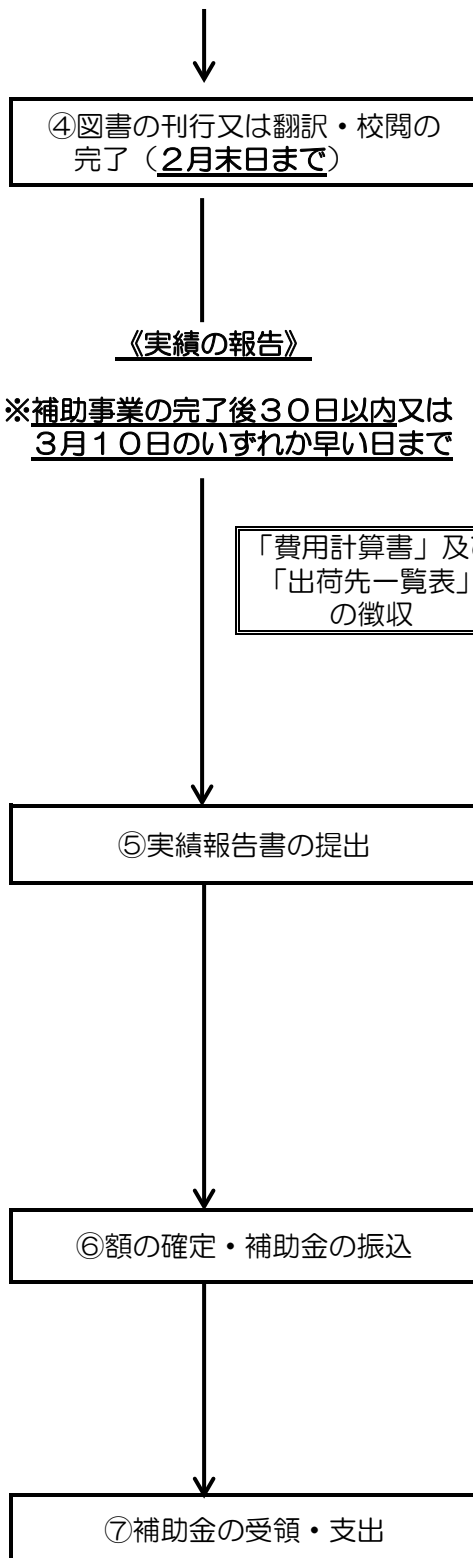 ④図書の刊行又は翻訳・校閲の
完了（２月末日まで）
《実績の報告》
※補助事業の完了後３０日以内又は
３月１０日のいずれか早い日まで
「費用計算書」及
「出荷先一覧表」
の徴収
⑤実績報告書の提出
⑥額の確定・補助金の振込
⑦補助金の受領・支出